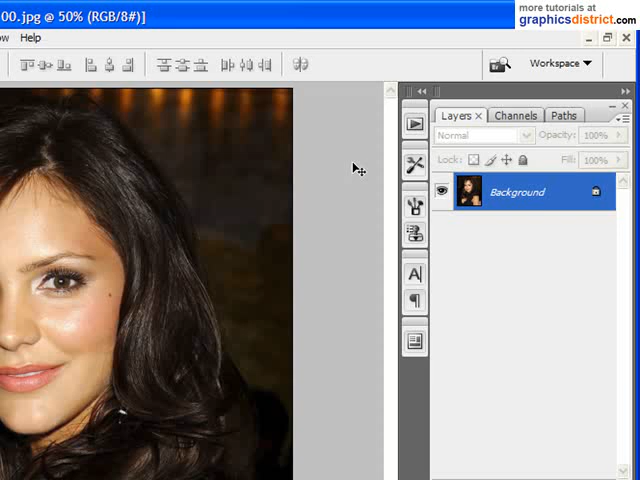 more tutorials at
graphicsdistrict.com
00.jpg @ 50% (RGB/8#)]
ow Help
Workspace
Layers Channels Paths
Normal Opacity: 100%
Lock: Fill: 100%
Background
A